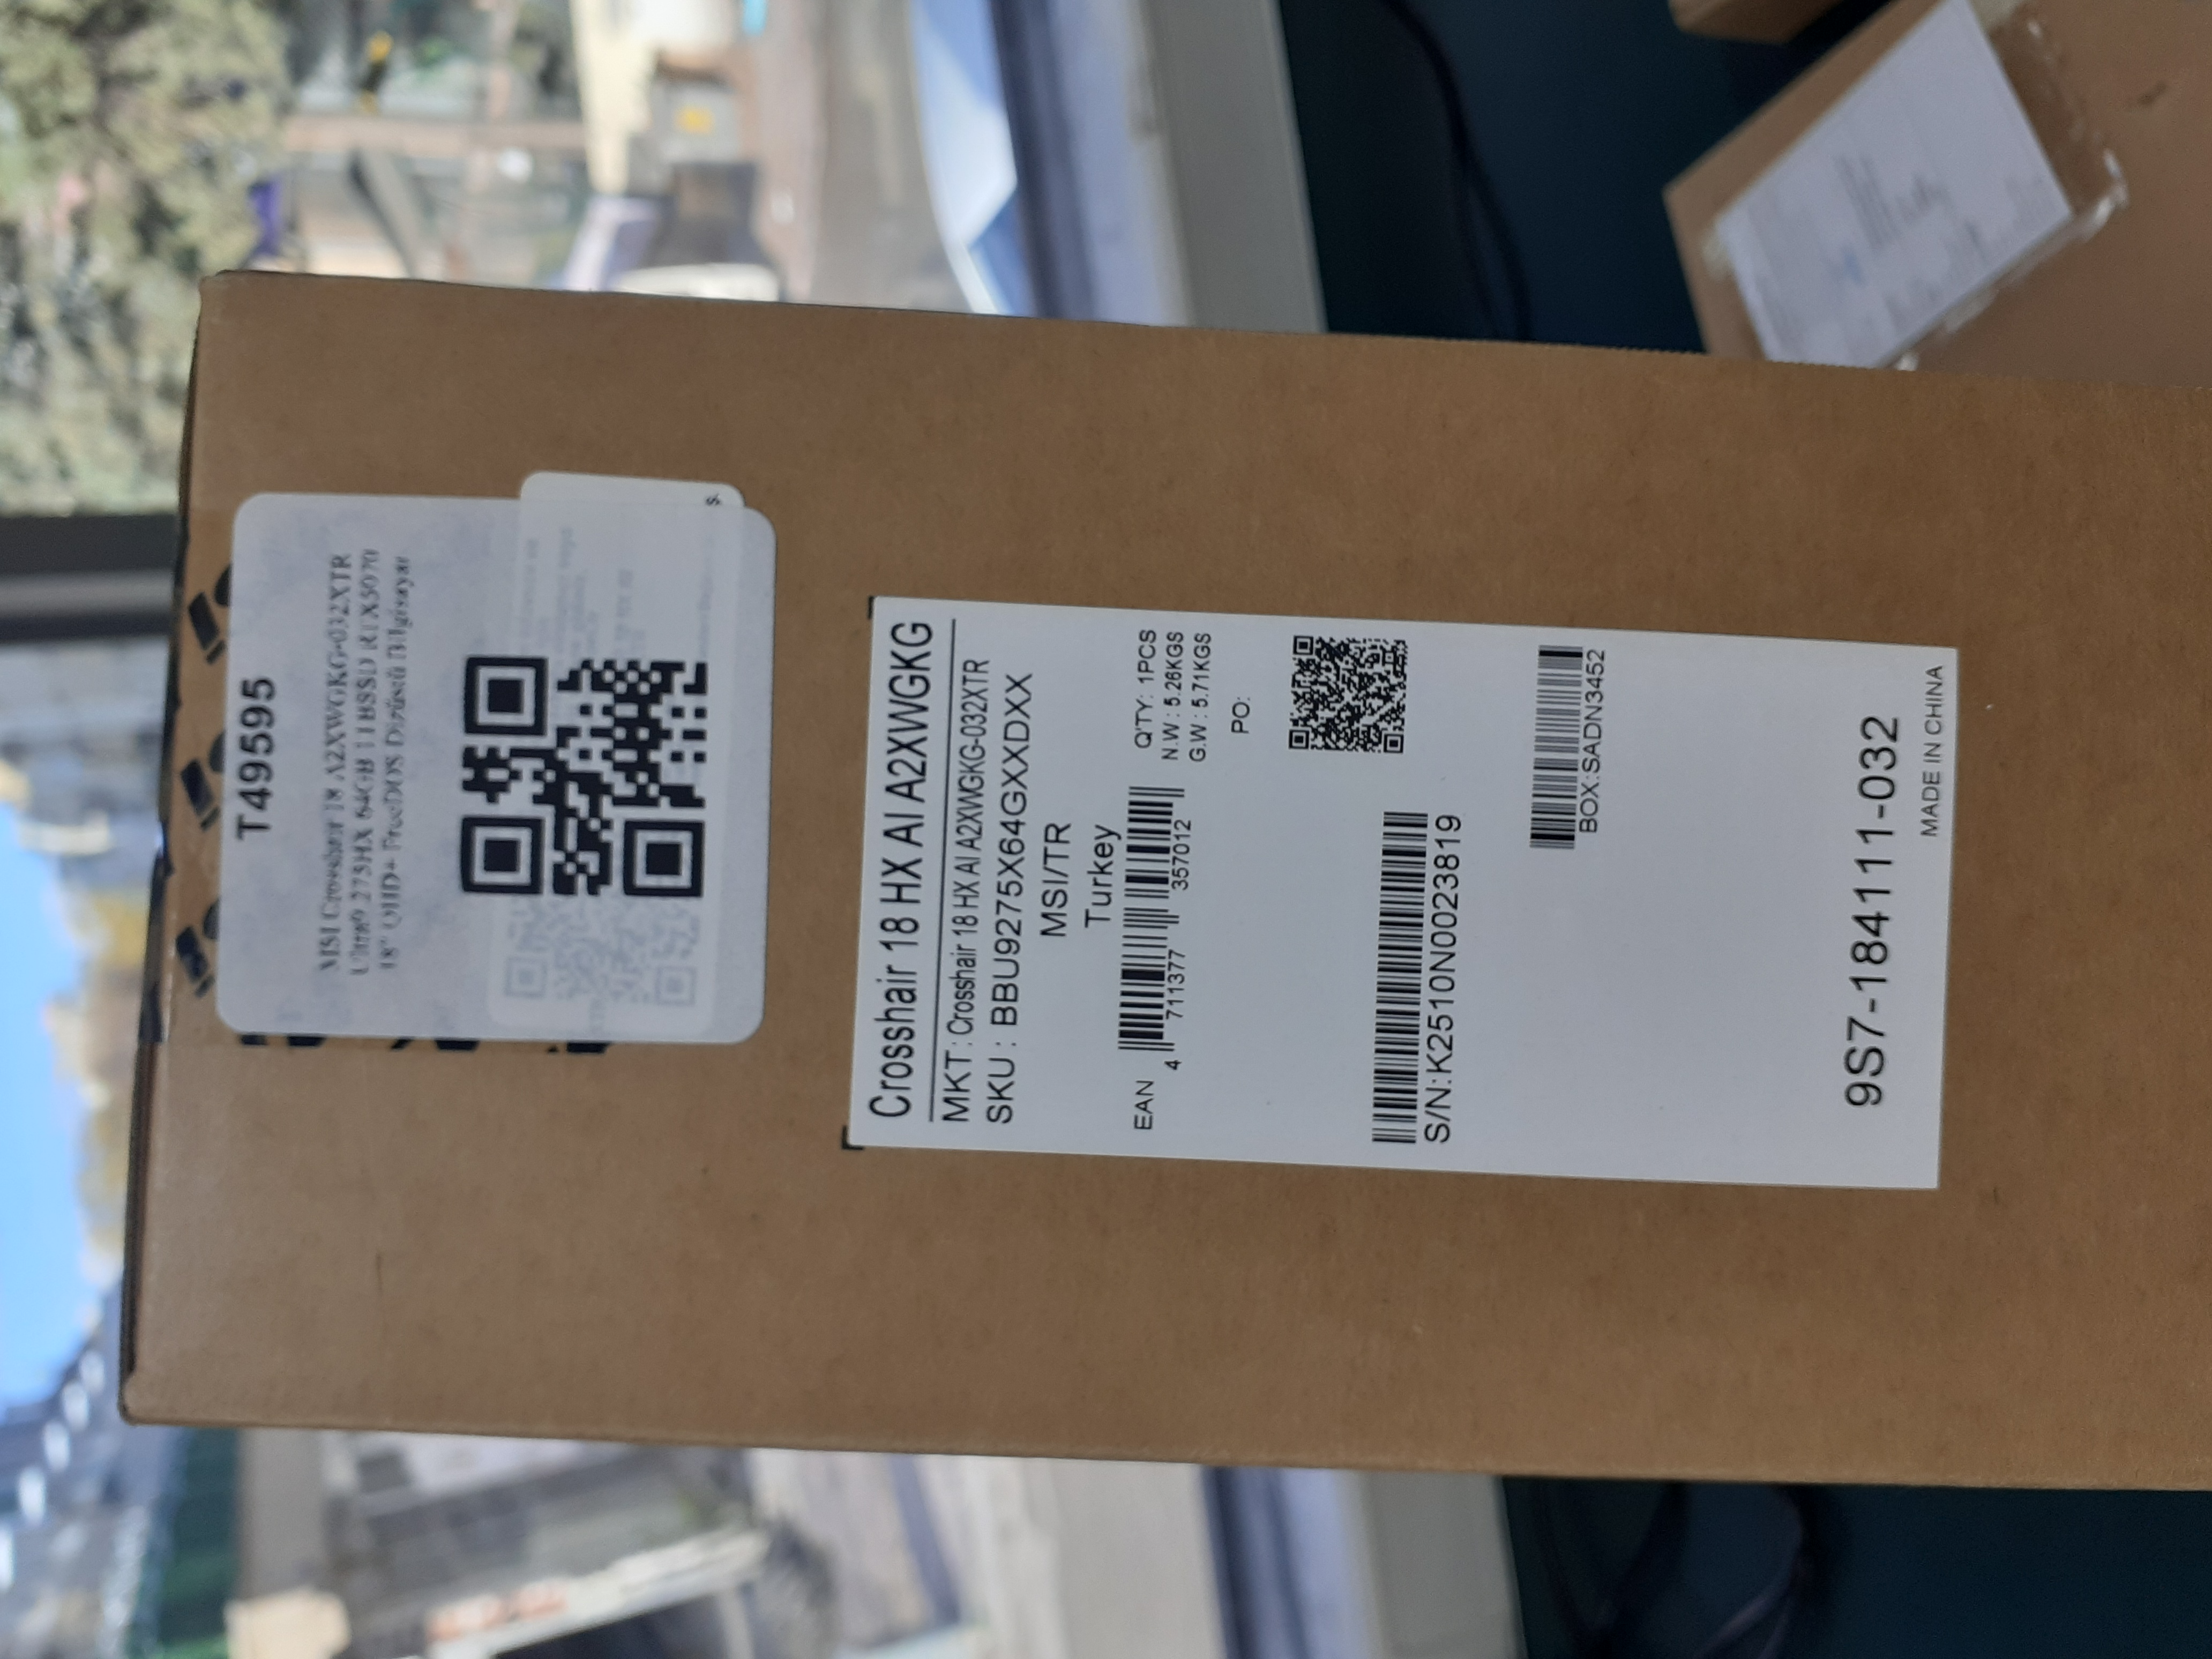 T49595
MSI Crosshair 18 A2XWGKG-032XTR
Ultra9 275HX 64GB 1TBSSD RTX5070
18" QHD+ FreeDOS Dizüstü Bilgisayar
s.
Crosshair 18 HX AI A2XWGKG
MKT: Crosshair 18 HX AI A2XWGKG-032XTR
SKU : BBU9275X64GXXDXX
MSI/TR
Turkey
EAN
4 711377 357012
Q'TY: 1PCS
N.W : 5.26KGS
G.W : 5.71KGS
PO:
S/N:K2510N0023819
BOX:SADN3452
9S7-184111-032
MADE IN CHINA